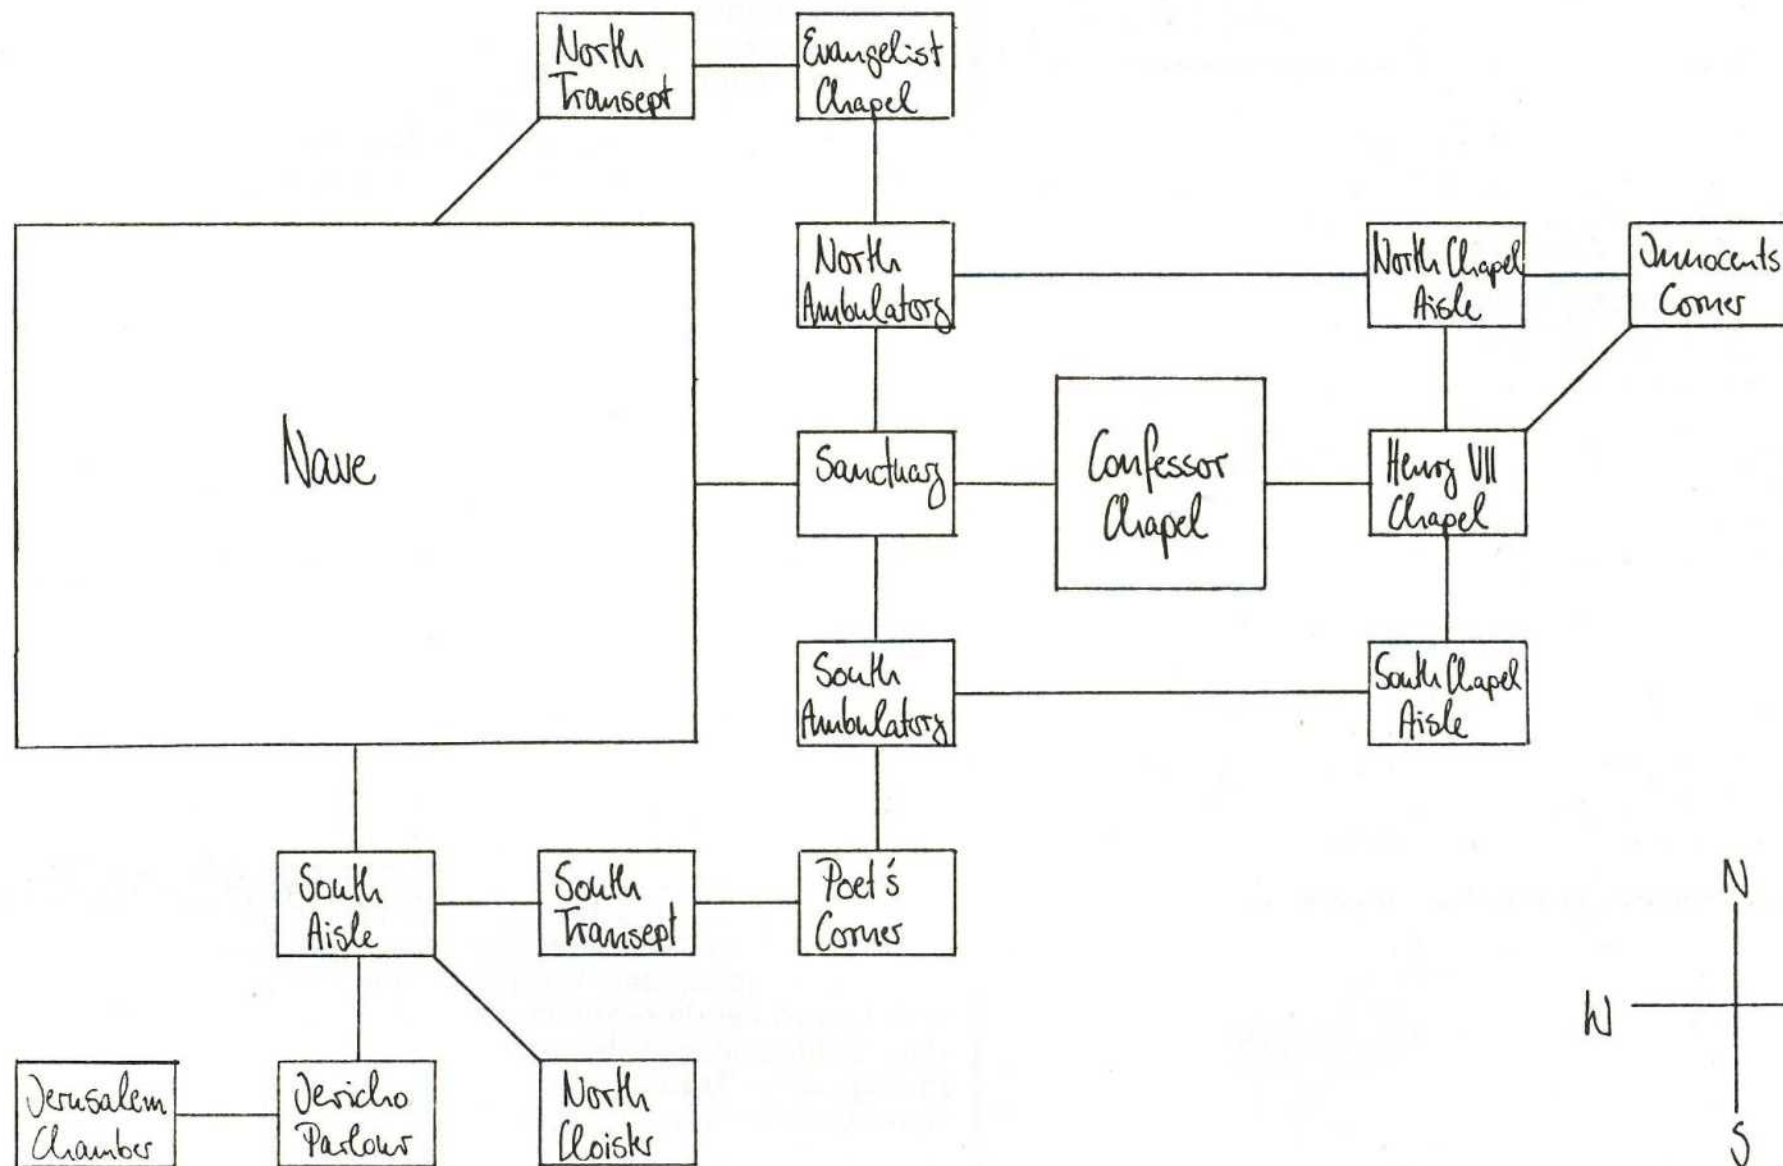 North
Transept
Evangelist
Chapel
North
Ambulatory
North Chapel
Aisle
Innocents
Corner
Nave
Sanctuary
Confessor
Chapel
Henry VII
Chapel
South
Ambulatory
South Chapel
Aisle
South
Aisle
South
Transept
Poet's
Corner
Jerusalem
Chamber
Jericho
Parlour
North
Cloister
N
W
S